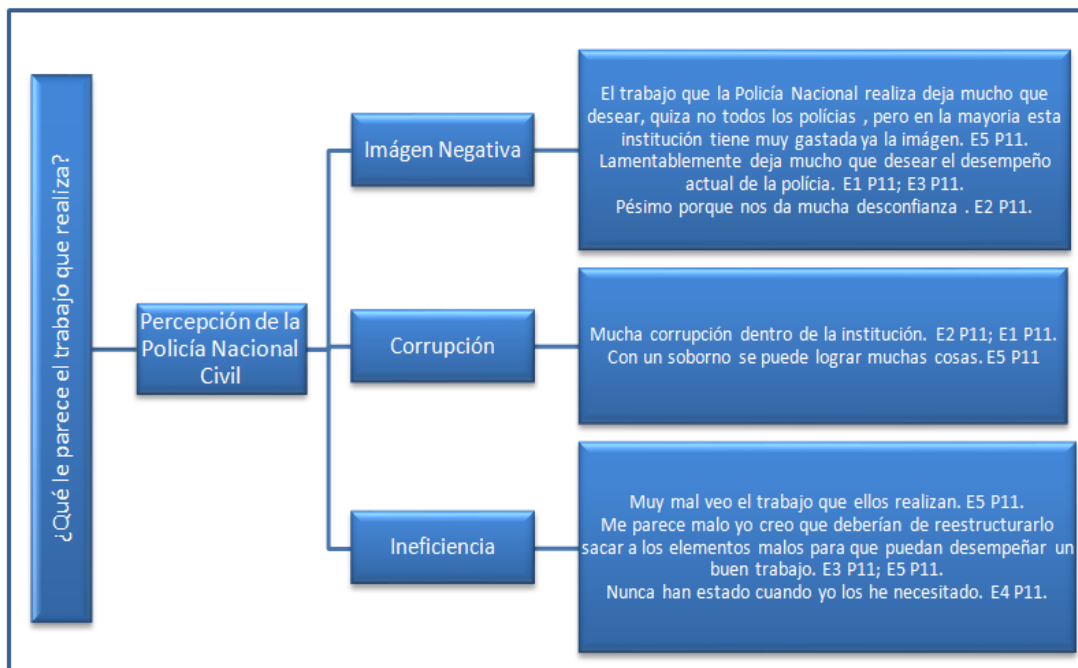 ¿Qué le parece el trabajo que realiza?
Percepción de la
Policía Nacional
Civil
Imágen Negativa
El trabajo que la Policía Nacional realiza deja mucho que
desear, quiza no todos los polícias , pero en la mayoria esta
institución tiene muy gastada ya la imágen. E5 P11.
Lamentablemente deja mucho que desear el desempeño
actual de la polícia. E1 P11; E3 P11.
Pésimo porque nos da mucha desconfianza . E2 P11.
Corrupción
Mucha corrupción dentro de la institución. E2 P11; E1 P11.
Con un soborno se puede lograr muchas cosas. E5 P11
Ineficiencia
Muy mal veo el trabajo que ellos realizan. E5 P11.
Me parece malo yo creo que deberían de reestructurarlo
sacar a los elementos malos para que puedan desempeñar un
buen trabajo. E3 P11; E5 P11.
Nunca han estado cuando yo los he necesitado. E4 P11.